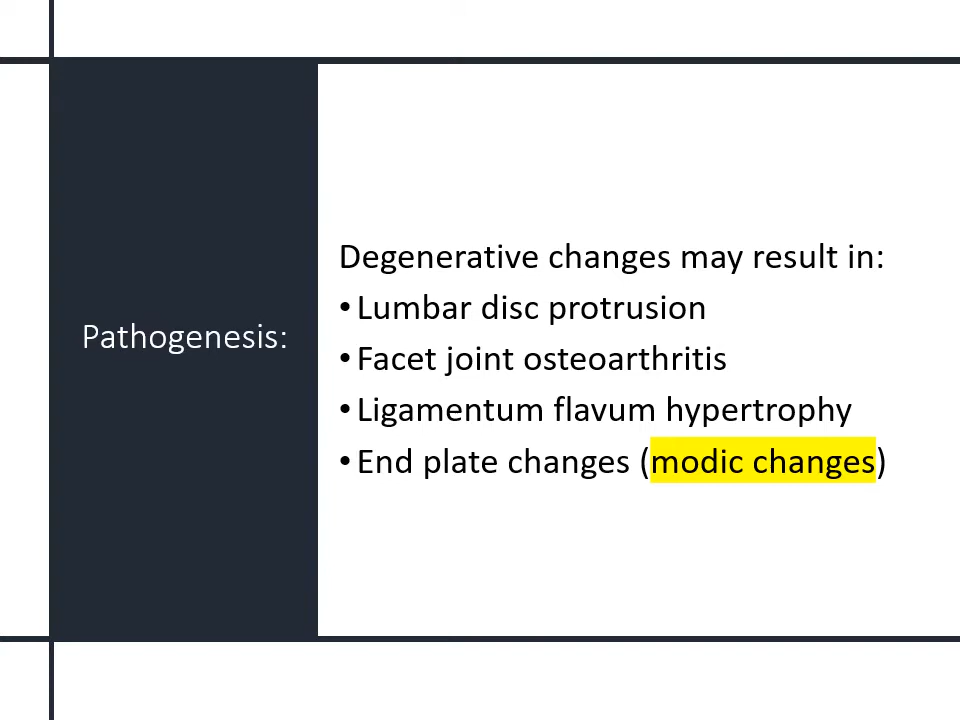 Pathogenesis:
Degenerative changes may result in:
• Lumbar disc protrusion
• Facet joint osteoarthritis
• Ligamentum flavum hypertrophy
• End plate changes (modic changes)